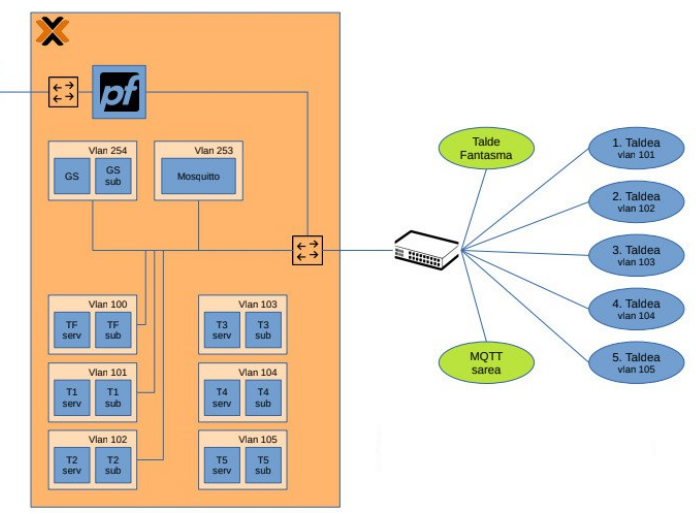 pf
Vlan 254
GS
GS
sub
Vlan 253
Mosquitto
Vlan 100
TF
serv
TF
sub
Vlan 103
T3
serv
T3
sub
Vlan 101
T1
serv
T1
sub
Vlan 104
T4
serv
T4
sub
Vlan 102
T2
serv
T2
sub
Vlan 105
T5
serv
T5
sub
Talde
Fantasma
MQTT
sarea
1. Taldea
vlan 101
2. Taldea
vlan 102
3. Taldea
vlan 103
4. Taldea
vlan 104
5. Taldea
vlan 105